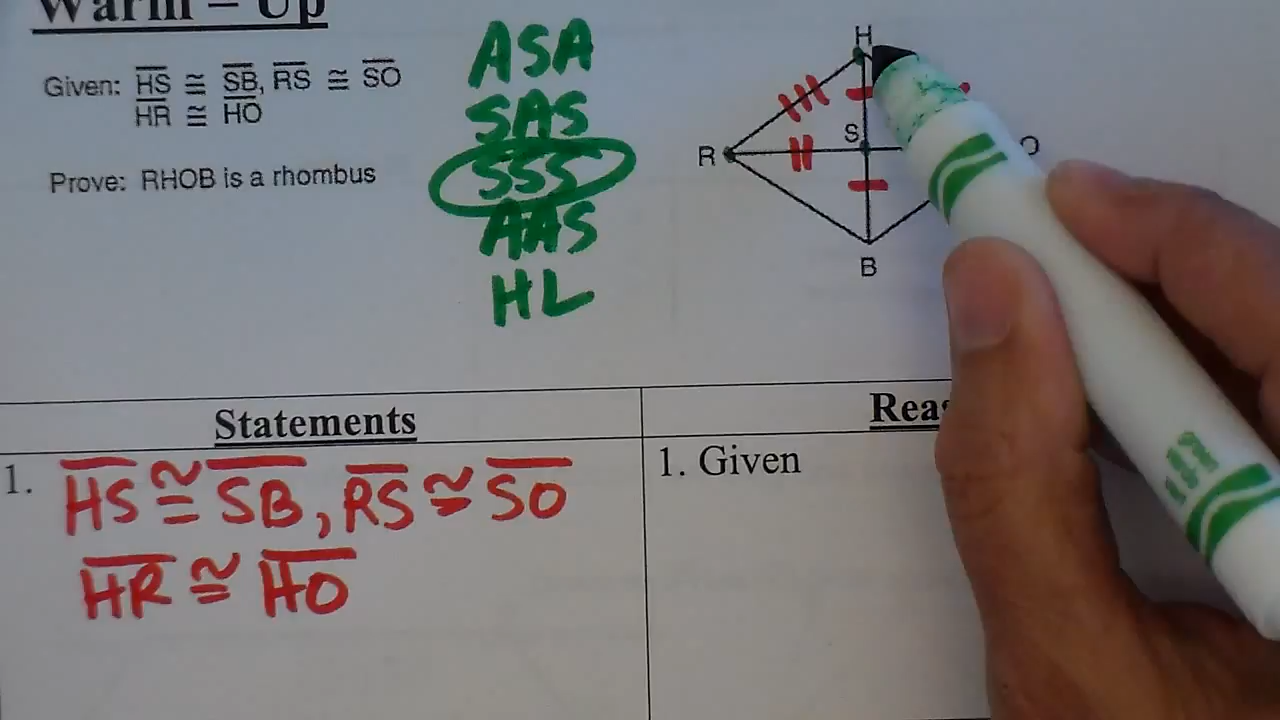 Warm – Up
Given: HS ≅ SB, RS ≅ SO
HR ≅ HO
Prove: RHOB is a rhombus
ASA
SAS
SSS
AAS
HL
H
R
S
O
B
Statements
Reas
1. HS ≅ SB, RS ≅ SO
HR ≅ HO
1. Given